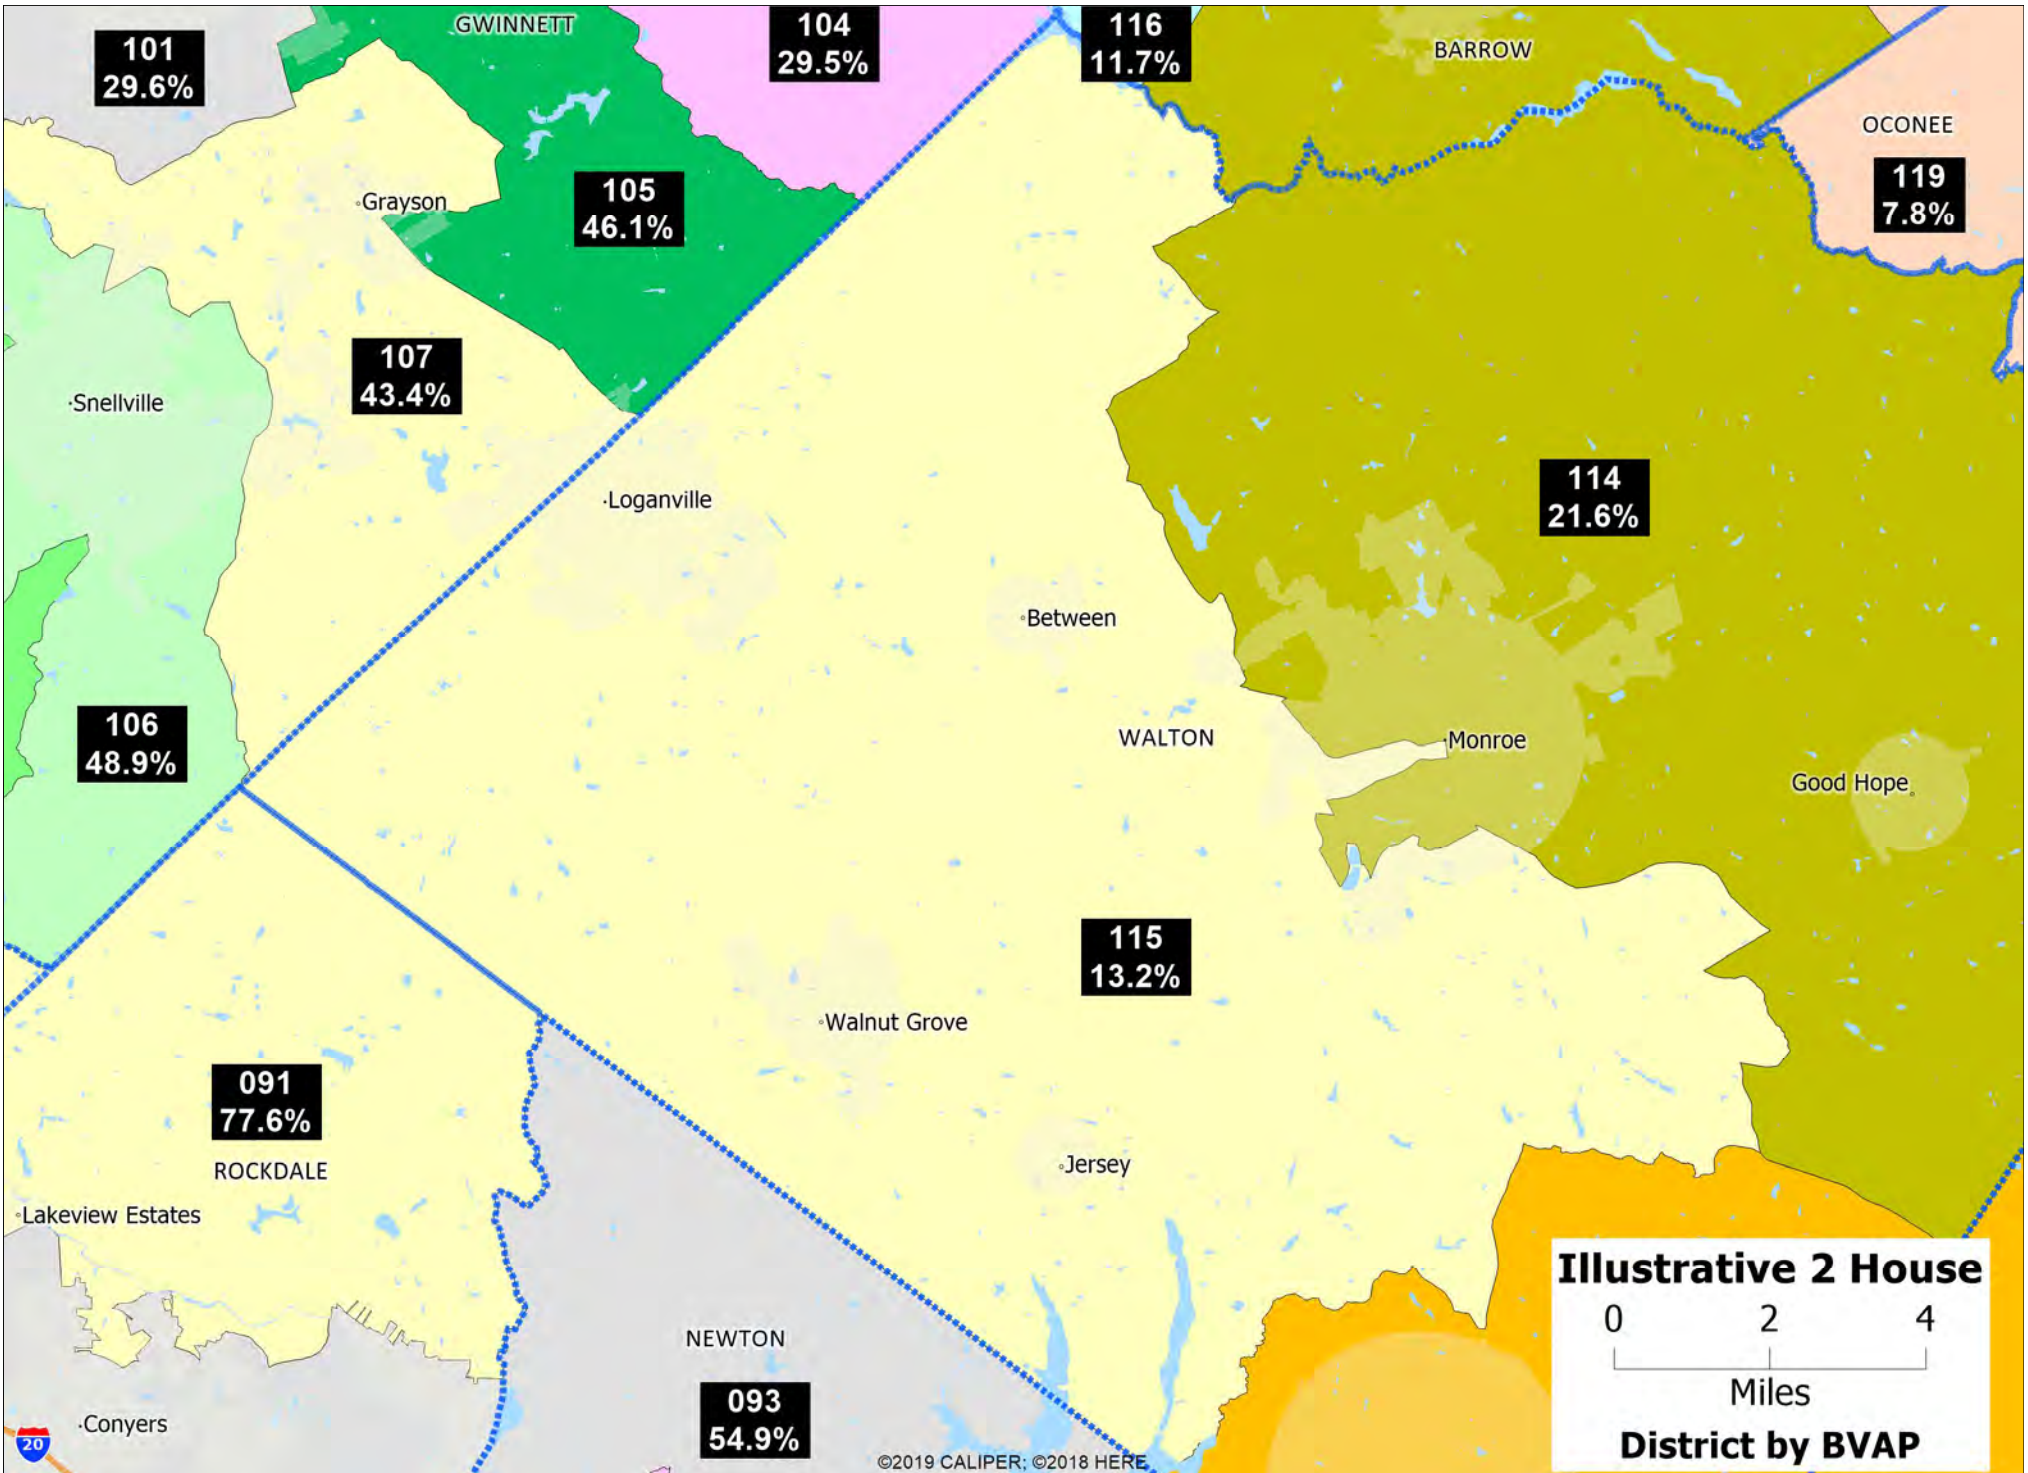 GWINNETT
101
29.6%
104
29.5%
116
11.7%
BARROW
OCONEE
119
7.8%
105
46.1%
Grayson
107
43.4%
Snellville
Loganville
114
21.6%
Between
106
48.9%
WALTON
Monroe
Good Hope
115
13.2%
Walnut Grove
091
77.6%
ROCKDALE
Jersey
Lakeview Estates
NEWTON
093
54.9%
Conyers
20
©2019 CALIPER; ©2018 HERE
Illustrative 2 House
0 2 4
Miles
District by BVAP